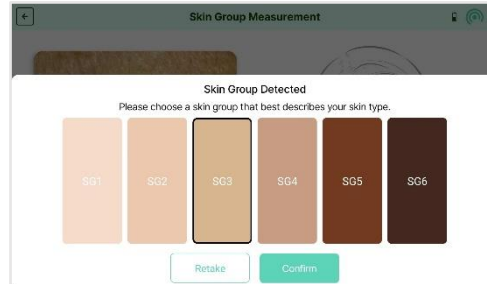 Skin Group Measurement
Skin Group Detected
Please choose a skin group that best describes your skin type.
SG1 SG2 SG3 SG4 SG5 SG6
Retake Confirm